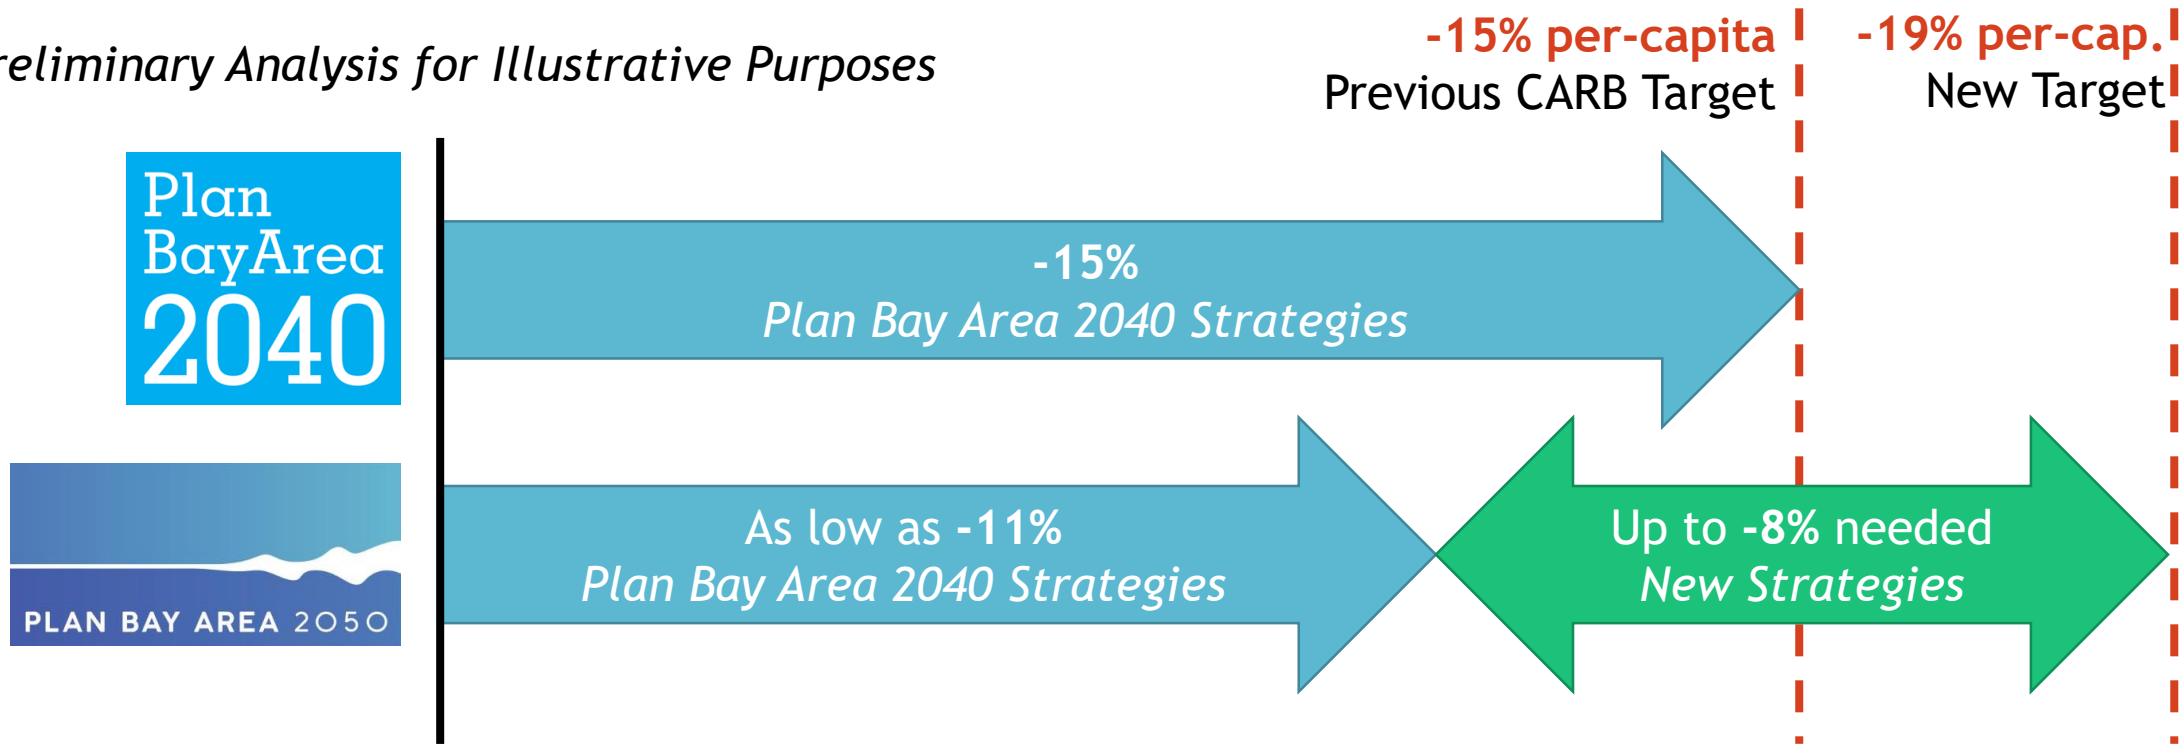 -15% per-capita
Previous CARB Target
-19% per-cap.
New Target
reliminary Analysis for Illustrative Purposes
Plan
BayArea
2040
-15%
Plan Bay Area 2040 Strategies
PLAN BAY AREA 2050
As low as -11%
Plan Bay Area 2040 Strategies
Up to -8% needed
New Strategies